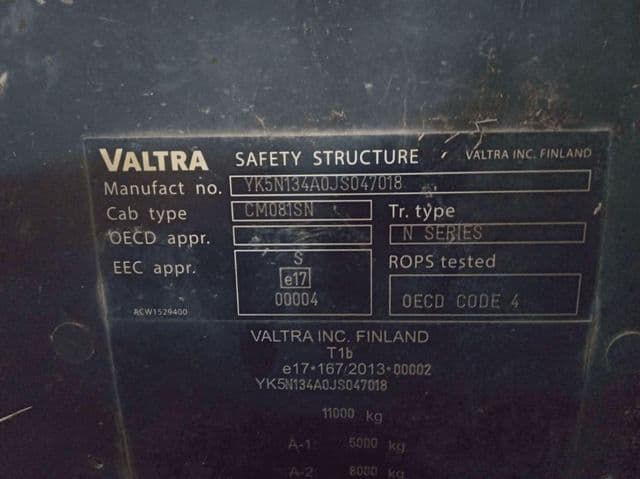 VALTRA SAFETY STRUCTURE VALTRA INC. FINLAND
Manufact no. YK5N134A0JS047018
Cab type CM081SN Tr. type
OECD appr. N SERIES
EEC appr. S ROPS tested
e17
00004 OECD CODE 4
ACW1529400
VALTRA INC. FINLAND
T1b
e17*167/2013*00002
YK5N134A0JS047018
11000 kg
A-1 5000 kg
A-2 8000 kg